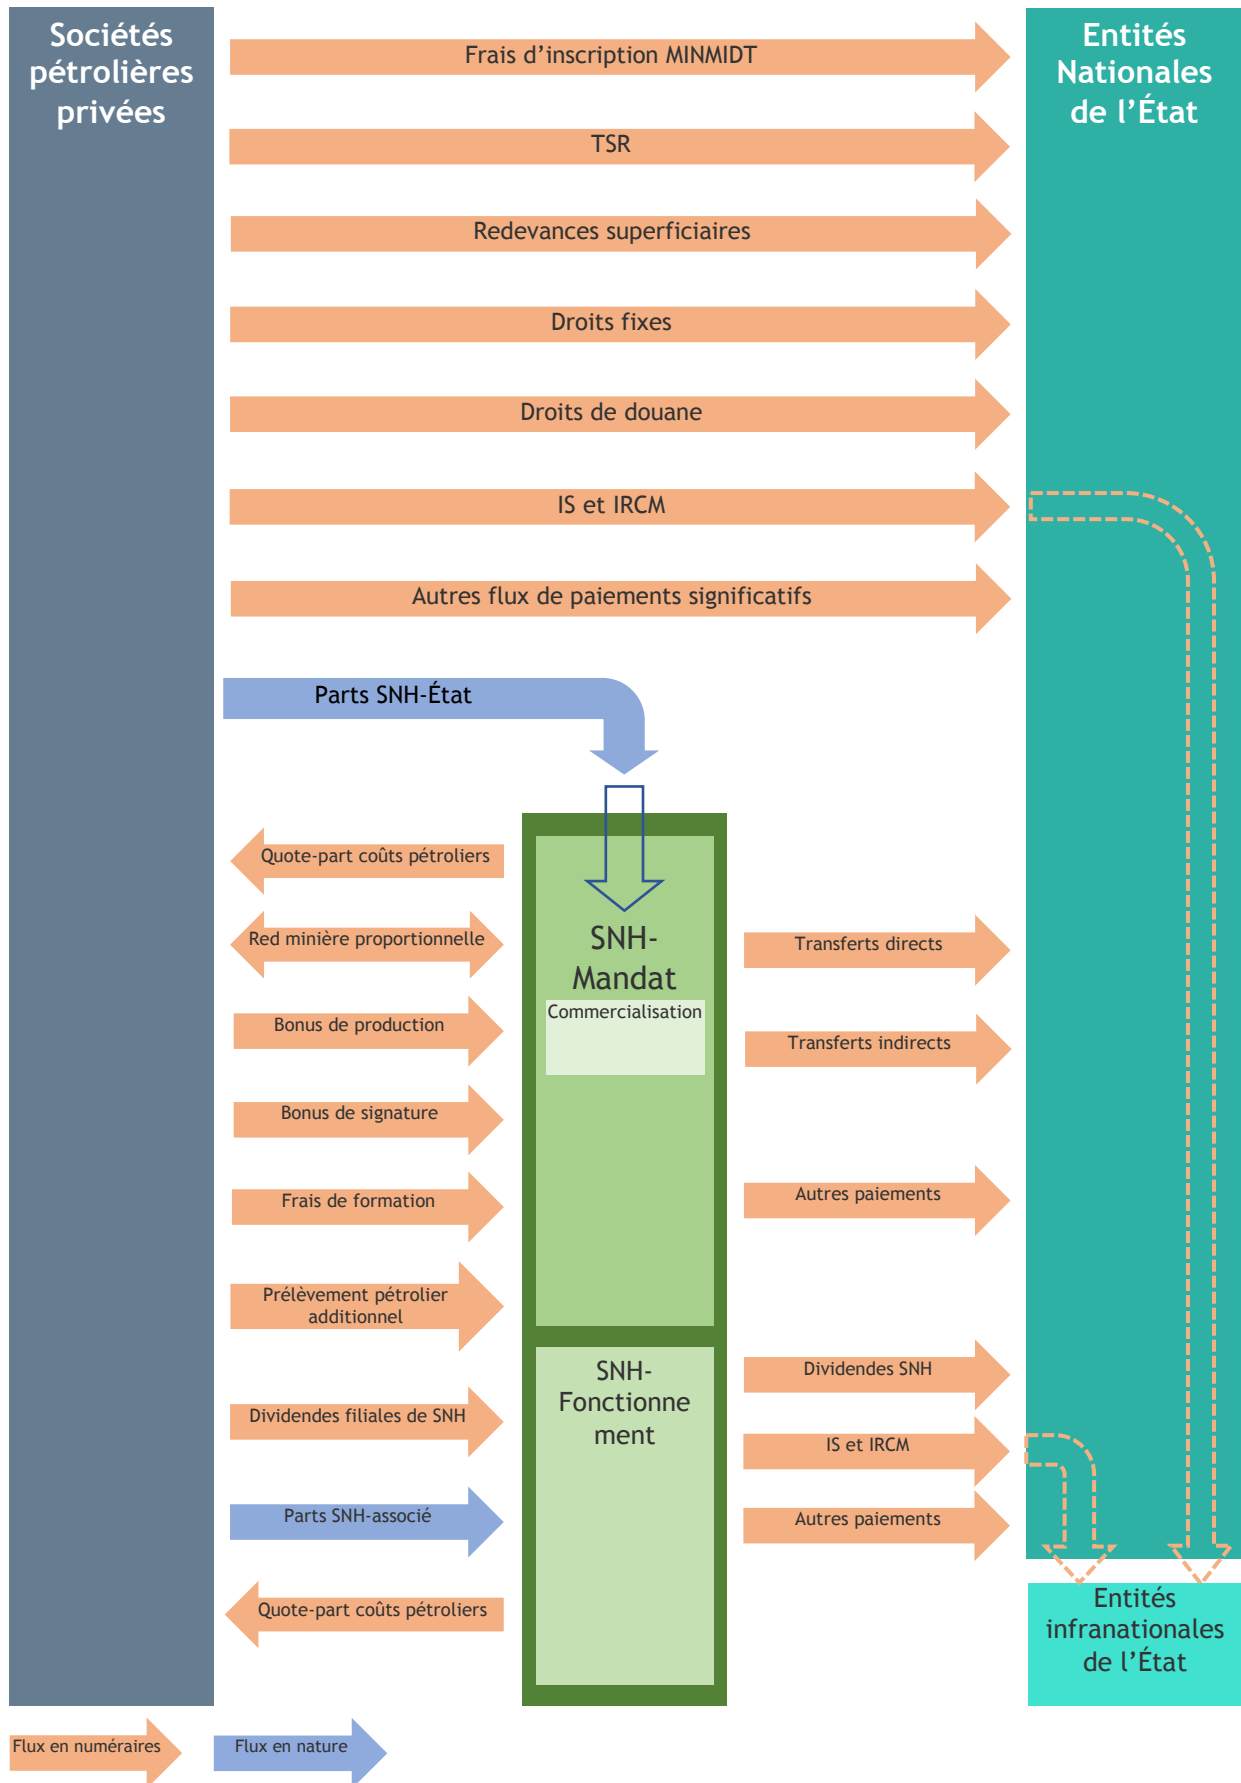 Sociétés
pétrolières
privées
Entités
Nationales
de l’État
Frais d’inscription MINMIDT
TSR
Redevances superficiaires
Droits fixes
Droits de douane
IS et IRCM
Autres flux de paiements significatifs
Parts SNH-État
Quote-part coûts pétroliers
Red minière proportionnelle
Bonus de production
Bonus de signature
Frais de formation
Prélèvement pétrolier
additionnel
Dividendes filiales de SNH
Parts SNH-associé
Quote-part coûts pétroliers
SNH-
Mandat
Commercialisation
SNH-
Fonctionne
ment
Transferts directs
Transferts indirects
Autres paiements
Dividendes SNH
IS et IRCM
Autres paiements
Entités
infranationales
de l’État
Flux en numéraires
Flux en nature